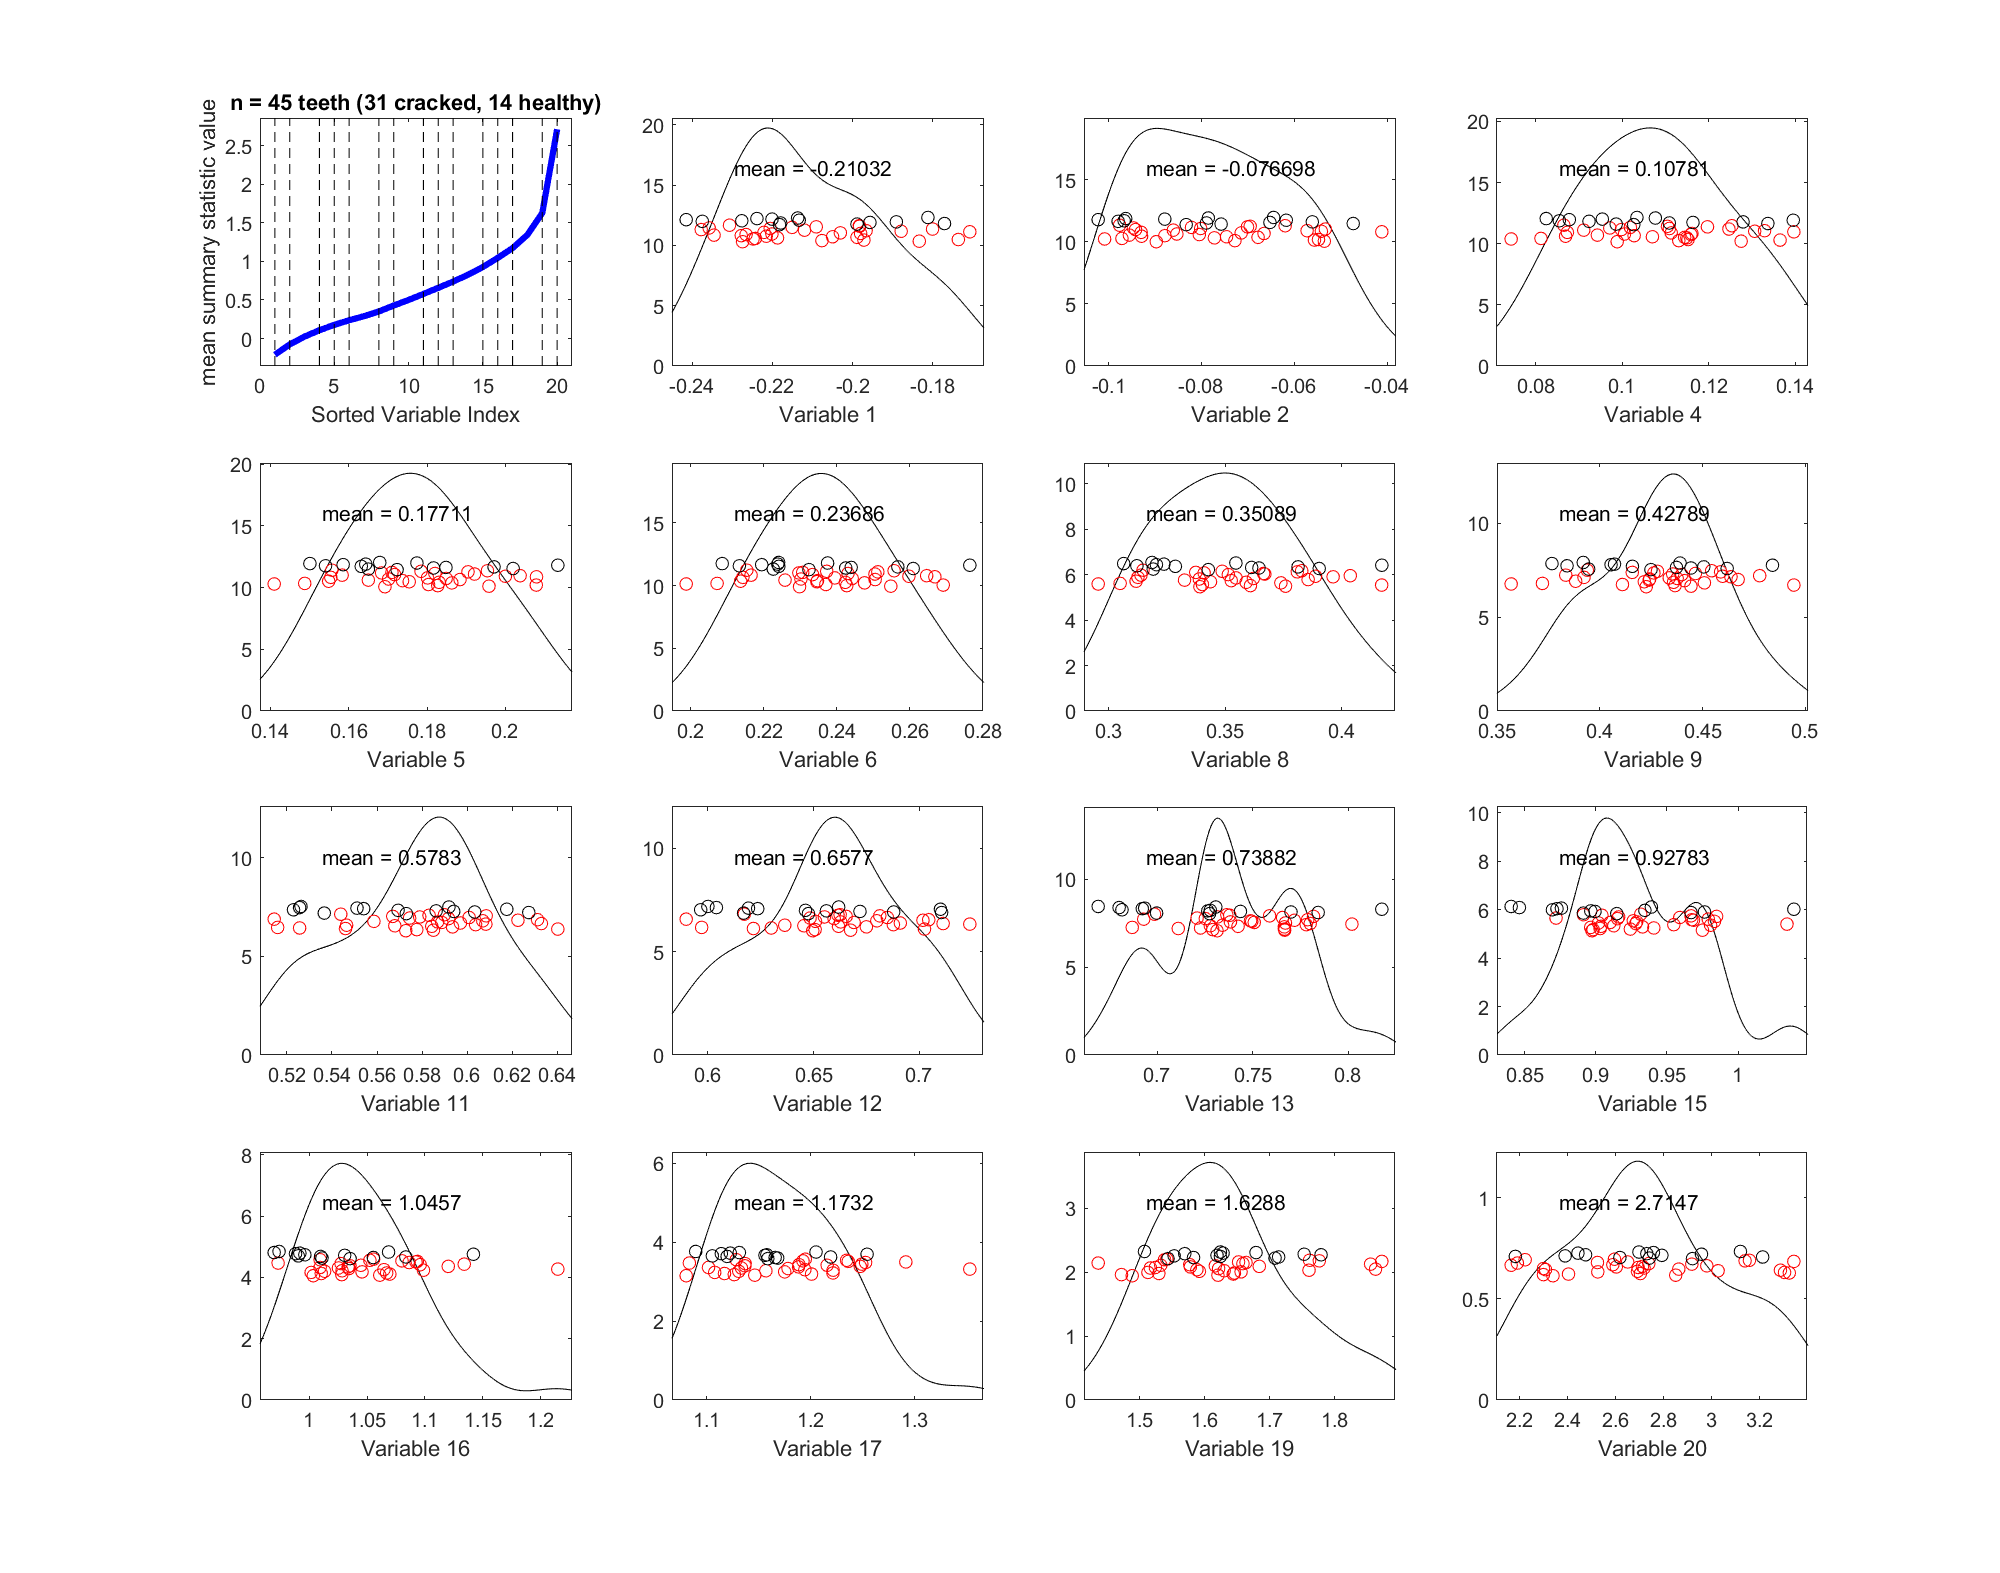 n = 45 teeth (31 cracked, 14 healthy)
mean summary statistic value
2.5
2
1.5
1
0.5
0
0 5 10 15 20
Sorted Variable Index
20
15
10
5
0
mean = -0.21032
-0.24 -0.22 -0.2 -0.18
Variable 1
15
10
5
0
mean = -0.076698
-0.1 -0.08 -0.06 -0.04
Variable 2
20
15
10
5
0
mean = 0.10781
0.08 0.1 0.12 0.14
Variable 4
20
15
10
5
0
mean = 0.17711
0.14 0.16 0.18 0.2
Variable 5
15
10
5
0
mean = 0.23686
0.2 0.22 0.24 0.26 0.28
Variable 6
10
8
6
4
2
0
mean = 0.35089
0.3 0.35 0.4
Variable 8
10
5
0
mean = 0.42789
0.35 0.4 0.45 0.5
Variable 9
10
5
0
mean = 0.5783
0.52 0.54 0.56 0.58 0.6 0.62 0.64
Variable 11
10
5
0
mean = 0.6577
0.6 0.65 0.7
Variable 12
10
5
0
mean = 0.73882
0.7 0.75 0.8
Variable 13
10
8
6
4
2
0
mean = 0.92783
0.85 0.9 0.95 1
Variable 15
8
6
4
2
0
mean = 1.0457
1 1.05 1.1 1.15 1.2
Variable 16
6
4
2
0
mean = 1.1732
1.1 1.2 1.3
Variable 17
3
2
1
0
mean = 1.6288
1.5 1.6 1.7 1.8
Variable 19
1
0.5
0
mean = 2.7147
2.2 2.4 2.6 2.8 3 3.2
Variable 20